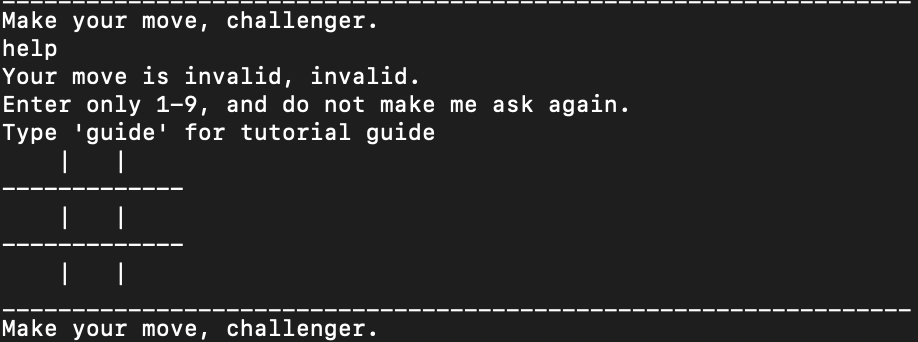 Make your move, challenger.
help
Your move is invalid, invalid.
Enter only 1-9, and do not make me ask again.
Type 'guide' for tutorial guide
    |   |
-------------
    |   |
-------------
    |   |
-----------------------------------------------------------------
Make your move, challenger.